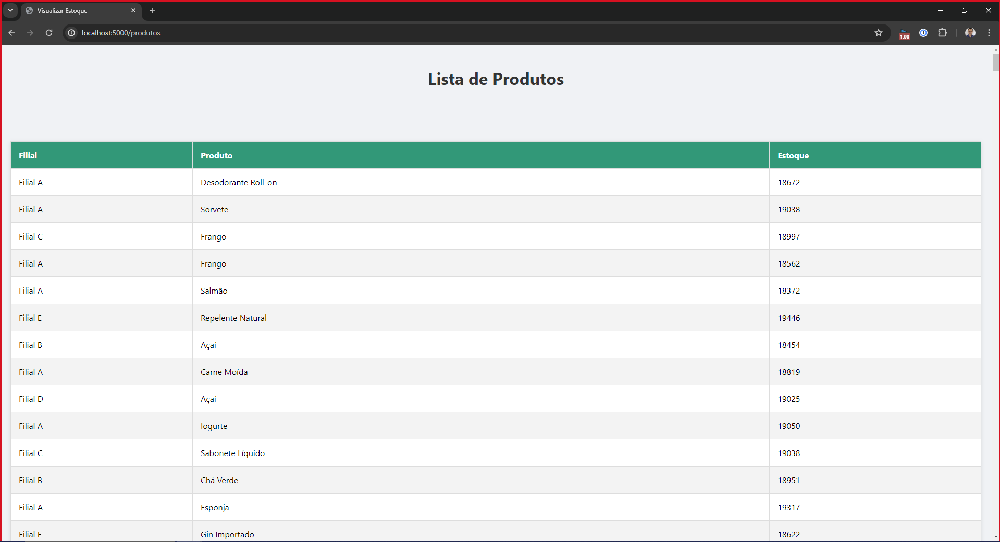 Visualizar Estoque
localhost:5000/produtos
1.00
Lista de Produtos
Filial Produto Estoque
Filial A Desodorante Roll-on 18672
Filial A Sorvete 19038
Filial C Frango 18997
Filial A Frango 18562
Filial A Salmão 18372
Filial E Repelente Natural 19446
Filial B Açaí 18454
Filial A Carne Moída 18819
Filial D Açaí 19025
Filial A Iogurte 19050
Filial C Sabonete Líquido 19038
Filial B Chá Verde 18951
Filial A Esponja 19317
Filial E Gin Importado 18622